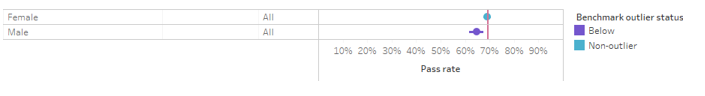 Female All
Male All
10% 20% 30% 40% 50% 60% 70% 80% 90%
Pass rate
Benchmark outlier status
Below
Non-outlier